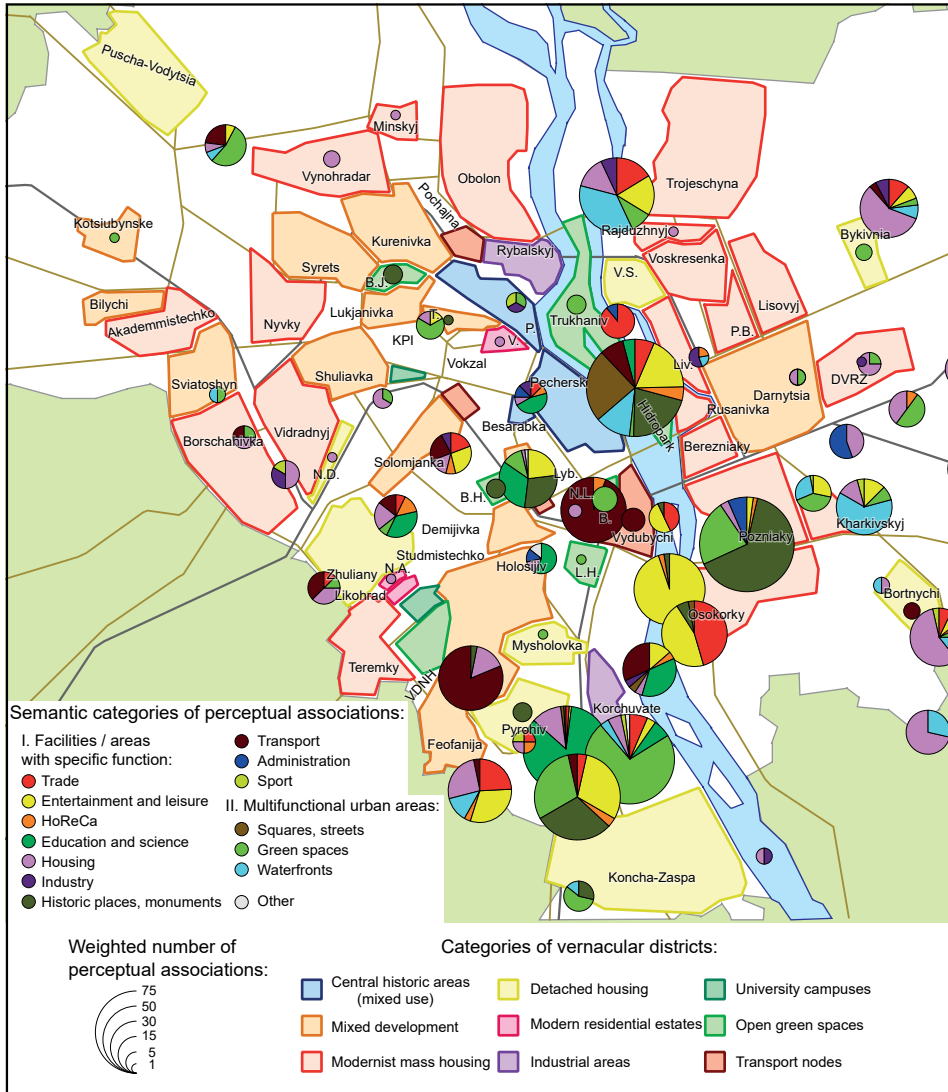 Puscha-Vodytsia
Minskyj
Vynohradar
Obolon
Trojeschyna
Pochajna
Kotsiubynske
Kurenivka
Rybalskyj
Rajduzhnyj
Bykivnia
Syrets
B.J.
V.S.
Voskresenka
Bilychi
Akademmistechko
Nyvky
Lukjanivka
T.
P.
Trukhaniv
Lisovyj
P.B.
KPI
V.
Vokzal
Liv.
Sviatoshyn
Shuliavka
Pechersk
DVRZ
Darnytsia
Besarabka
Hidropark
Rusanivka
Borschahivka
Vidradnyj
N.D.
Solomjanka
Berezniaky
Lyb.
B.H.
N.L.
B.
Demijivka
Vydubychi
Pozniaky
Kharkivskyj
Studmistechko
Holosijiv
L.H.
Zhuliany
N.A.
Likohrad
Bortnychi
Osokorky
Mysholovka
Teremky
VDNH
Korchuvate
Pyrohiv
Feofanija
Koncha-Zaspa
Semantic categories of perceptual associations:
I. Facilities / areas
with specific function:
Trade
Entertainment and leisure
HoReCa
Education and science
Housing
Industry
Historic places, monuments
Transport
Administration
Sport
II. Multifunctional urban areas:
Squares, streets
Green spaces
Waterfronts
Other
Weighted number of
perceptual associations:
75
50
30
15
5
1
Categories of vernacular districts:
Central historic areas
(mixed use)
Mixed development
Modernist mass housing
Detached housing
Modern residential estates
Industrial areas
University campuses
Open green spaces
Transport nodes